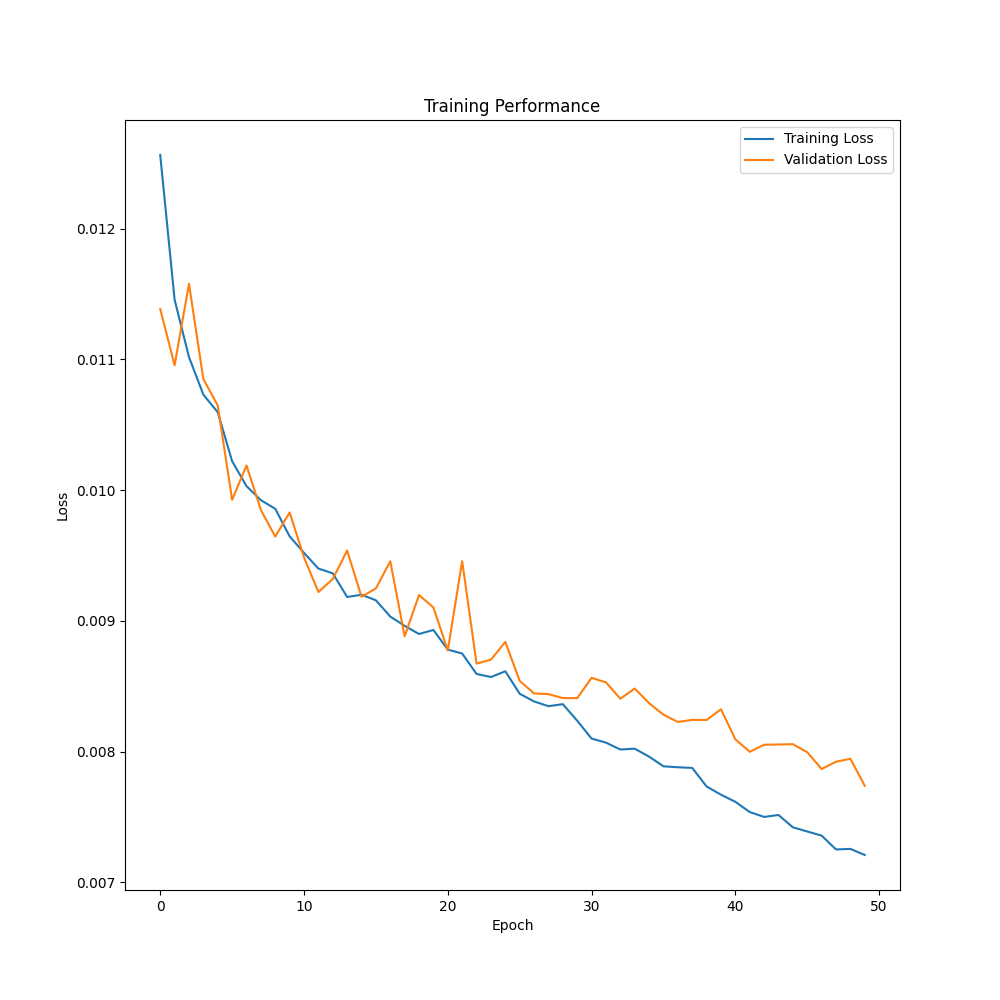 Training Performance
Training Loss
Validation Loss
0.012
0.011
0.010
0.009
0.008
0.007
Loss
0 10 20 30 40 50
Epoch